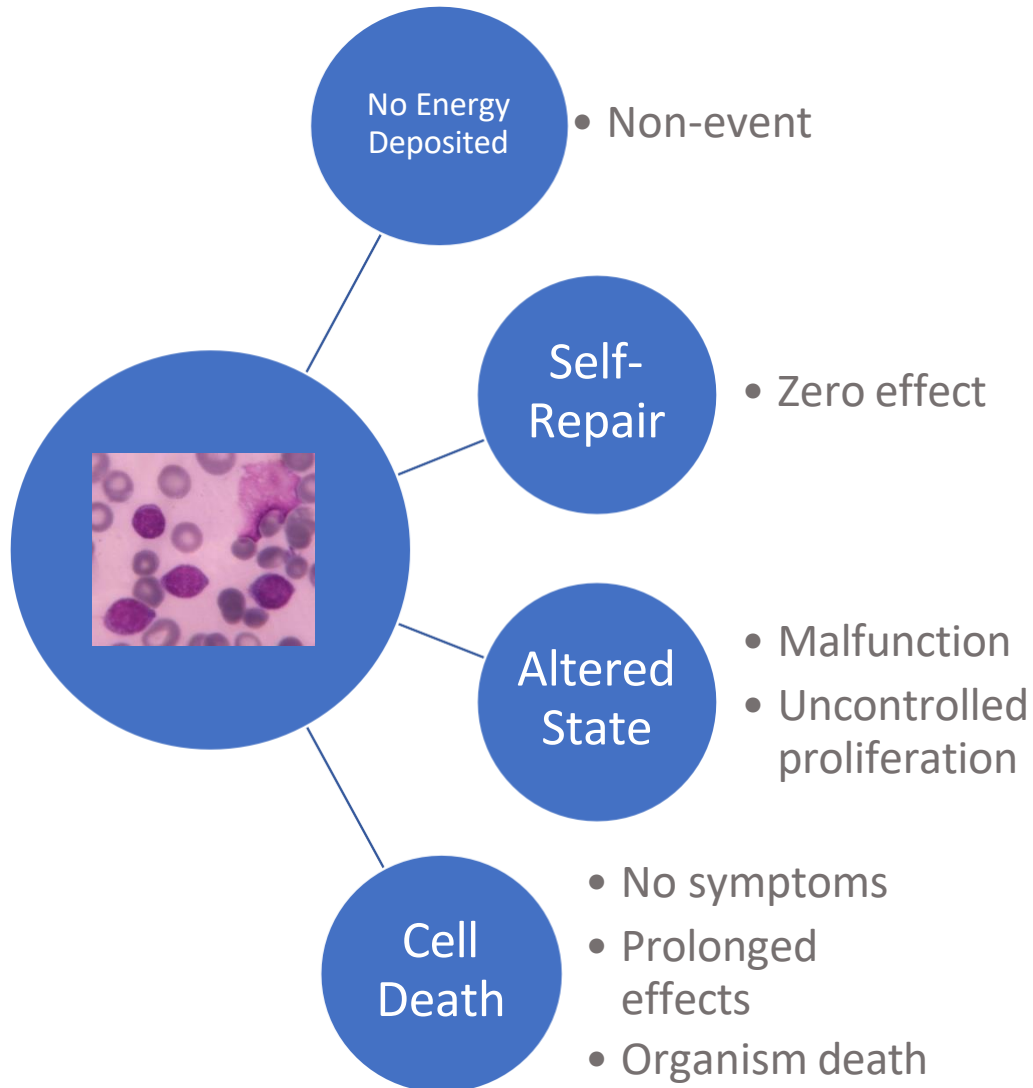 No Energy
Deposited
• Non-event
Self-
Repair
• Zero effect
Altered
State
• Malfunction
• Uncontrolled
proliferation
Cell
Death
• No symptoms
• Prolonged
effects
• Organism death